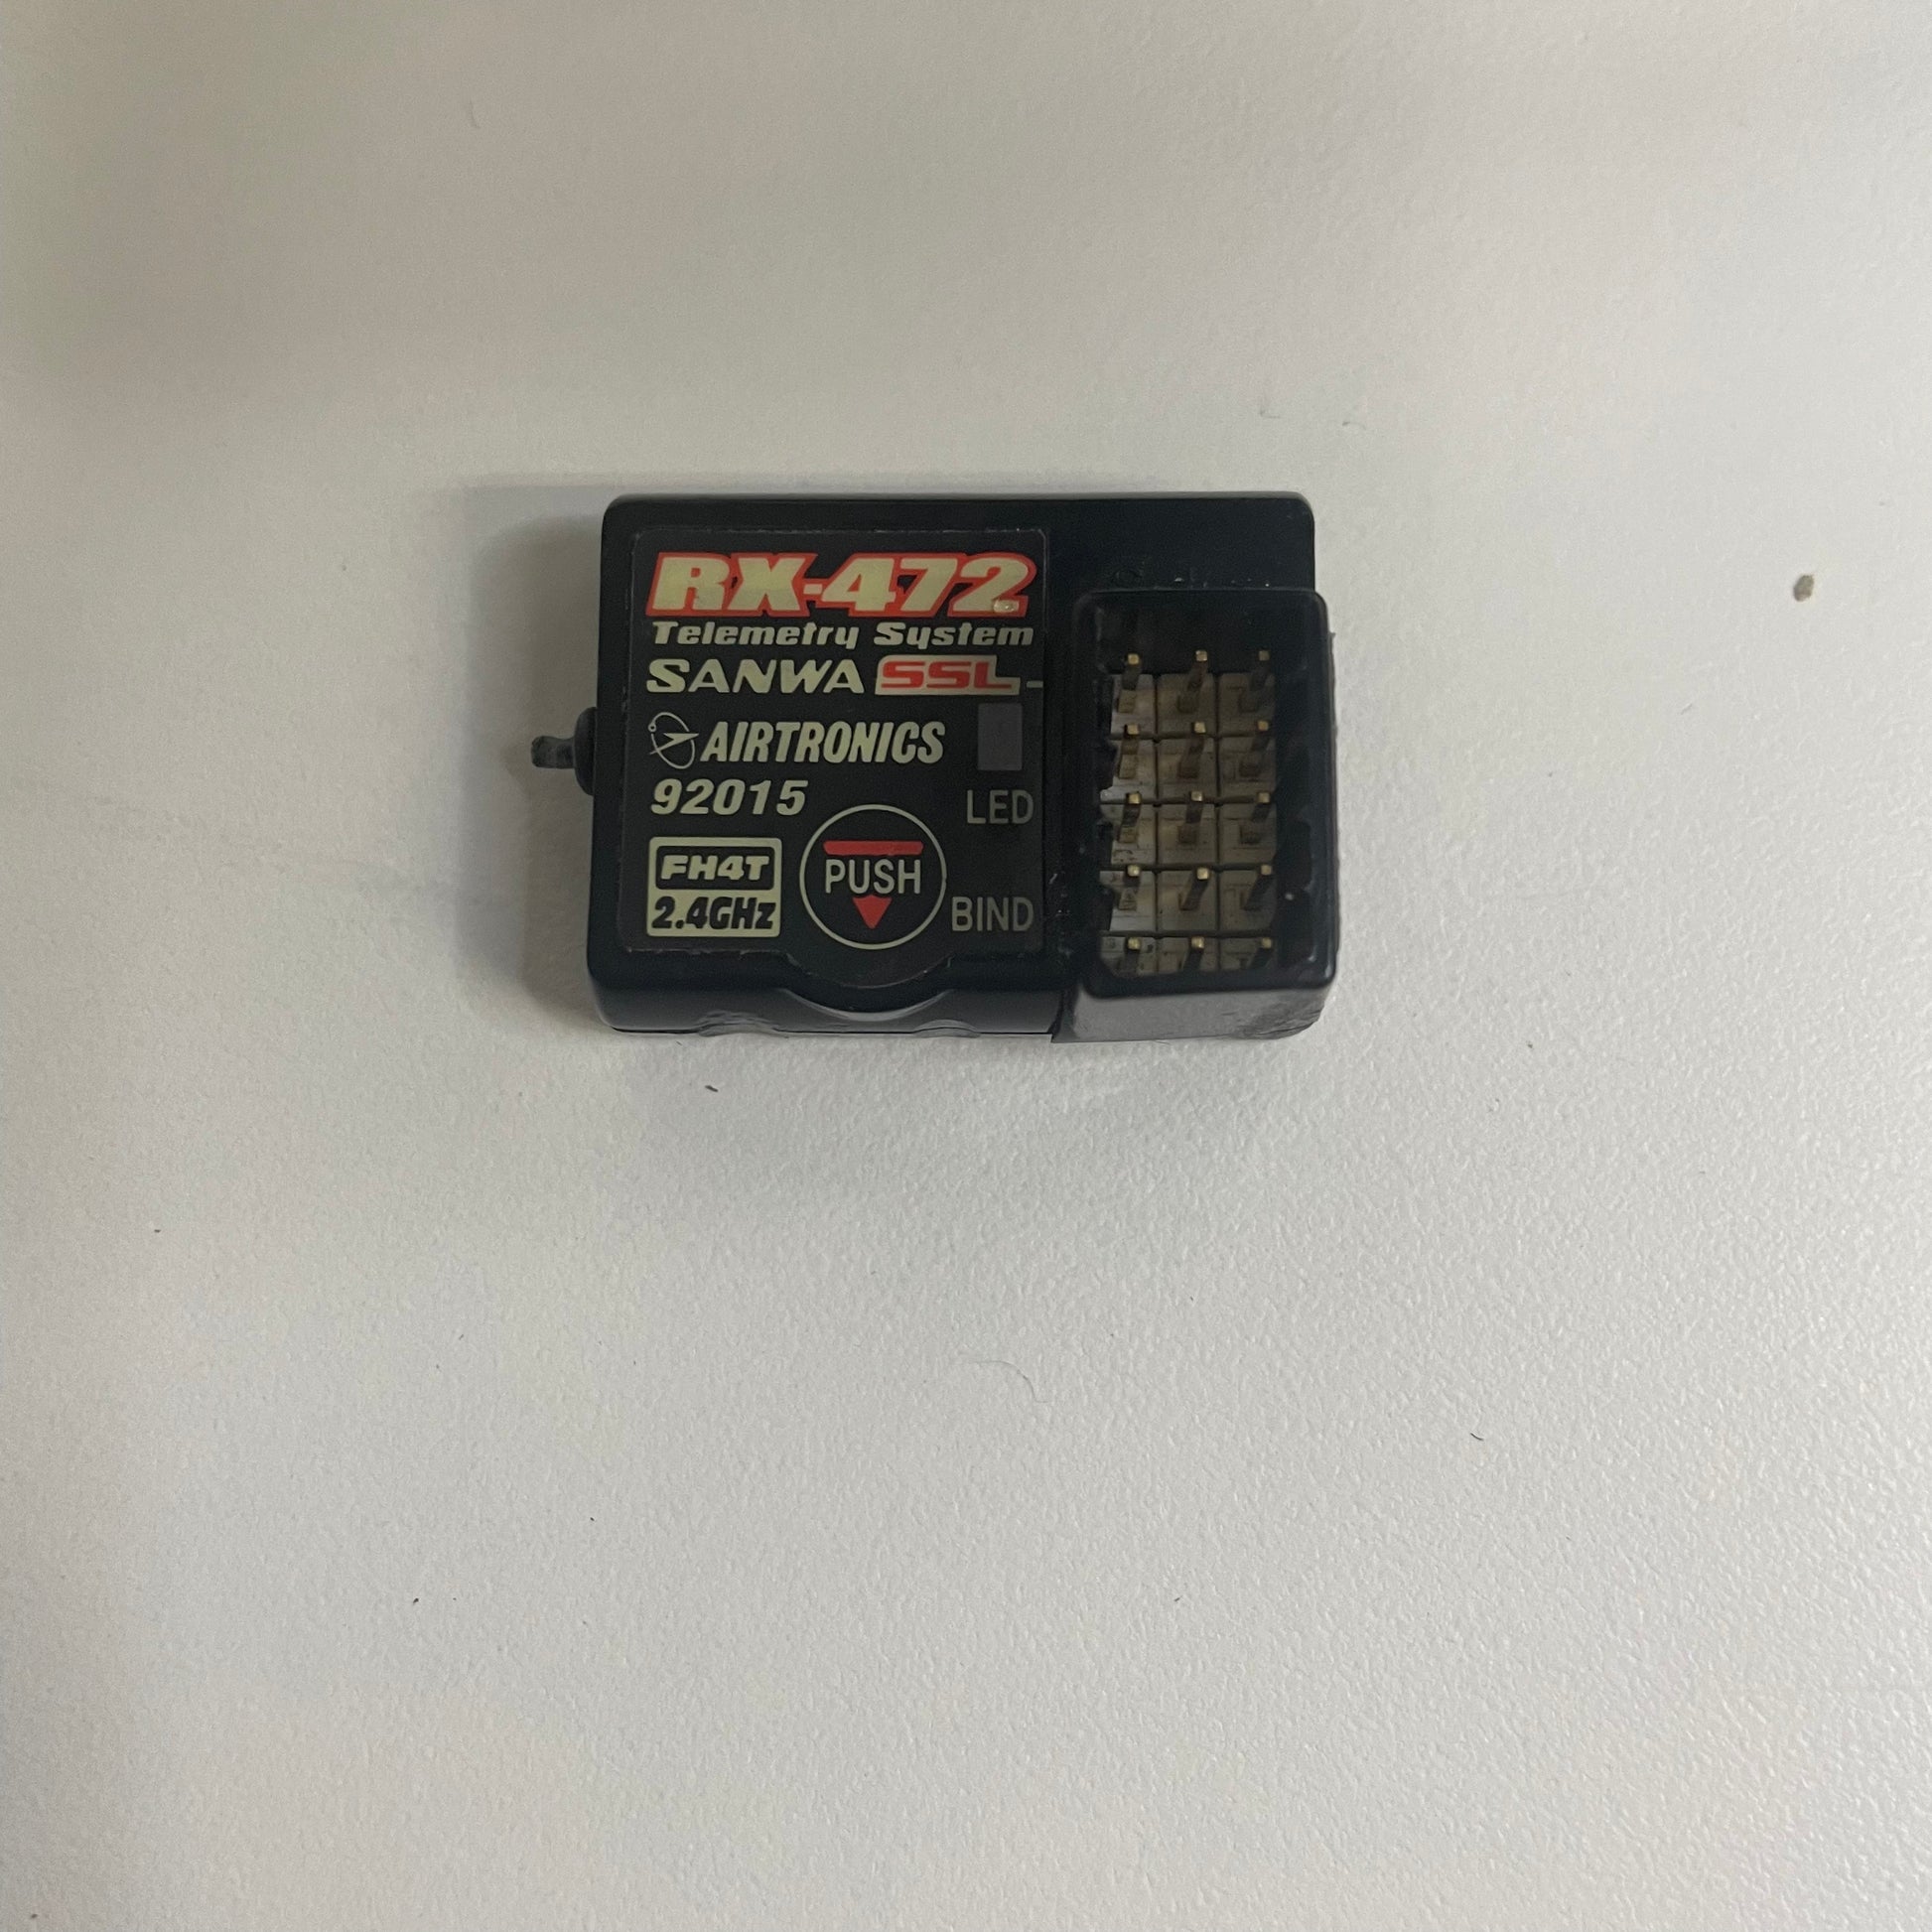 RX-472
Telemetry System
SANWA SSL
AIRTRONICS
92015
LED
FH4T
2.4GHz
PUSH
BIND